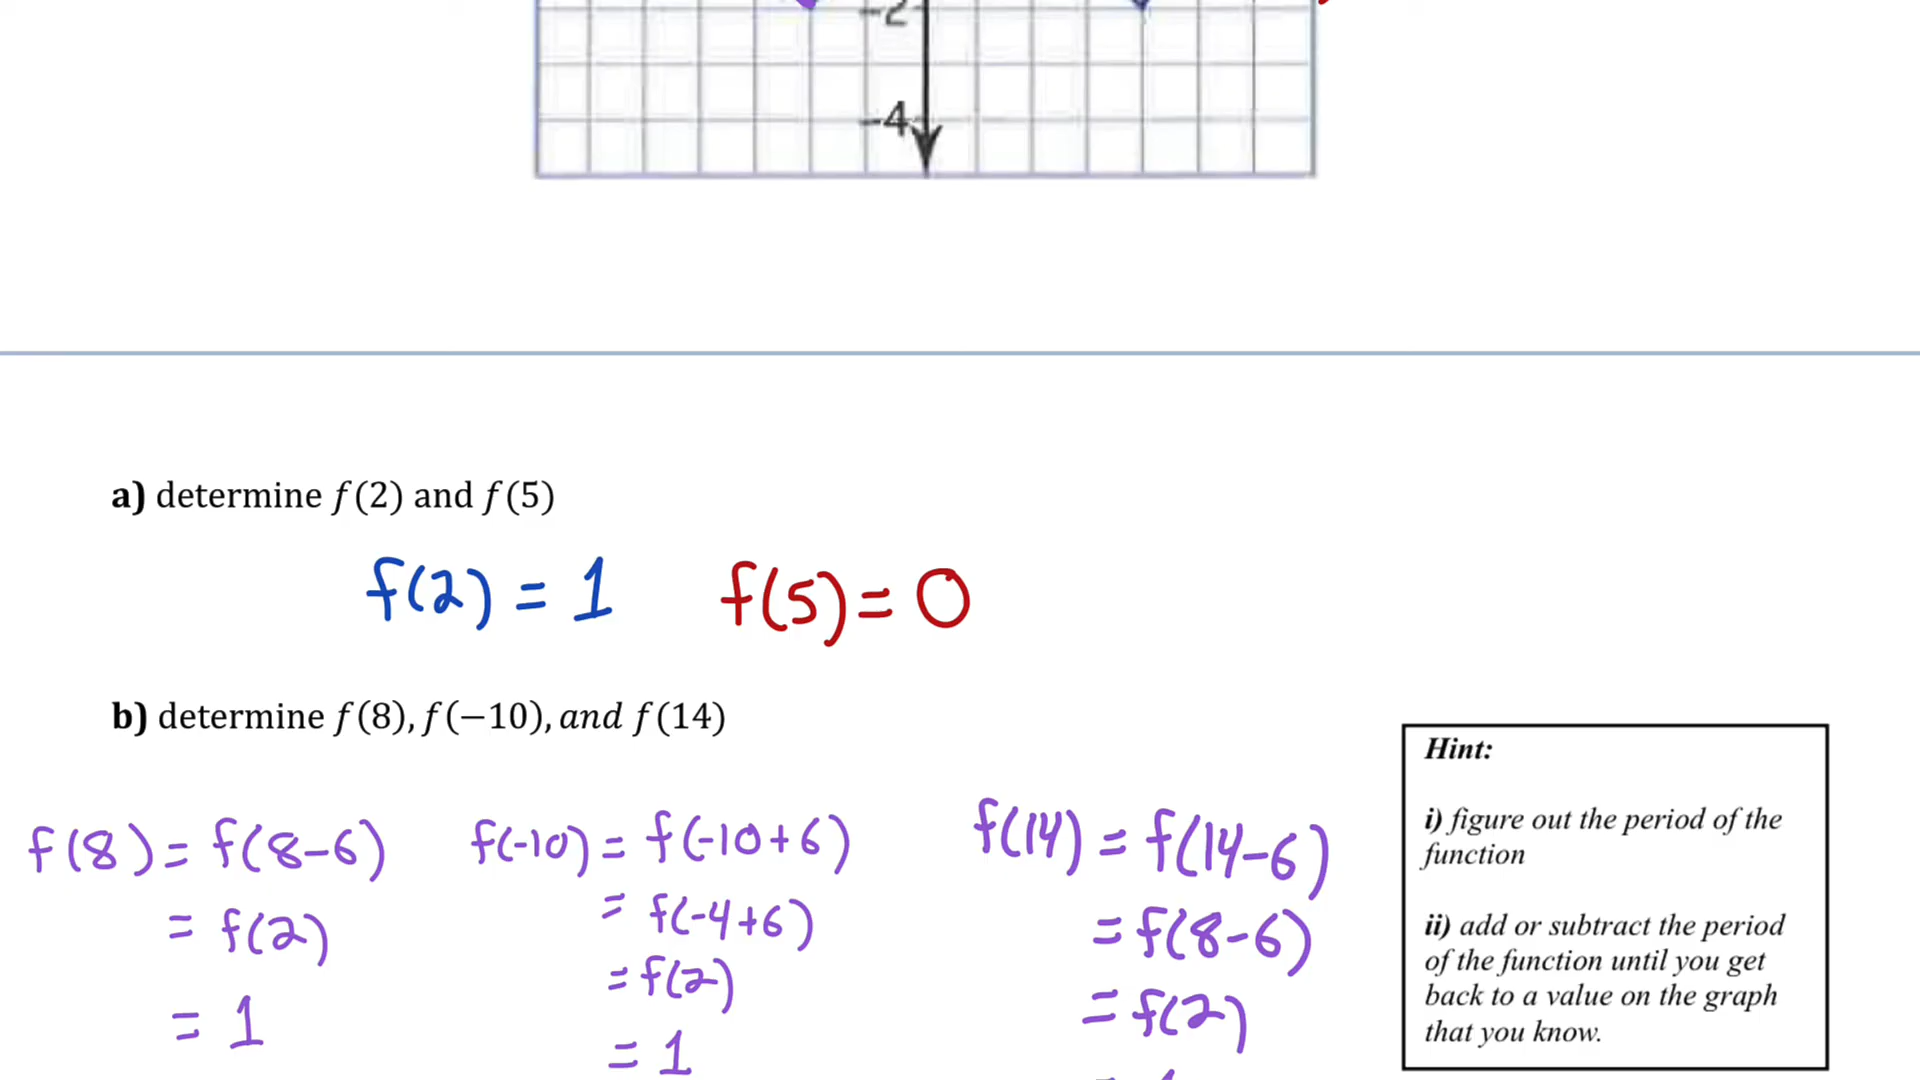 -2
-4
a) determine f(2) and f(5)
f(2) = 1 f(5) = 0
b) determine f(8), f(−10), and f(14)
Hint:
i) figure out the period of the
function
ii) add or subtract the period
of the function until you get
back to a value on the graph
that you know.
f(8) = f(8-6)
= f(2)
= 1
f(-10) = f(-10+6)
= f(-4+6)
= f(2)
= 1
f(14) = f(14-6)
= f(8-6)
= f(2)